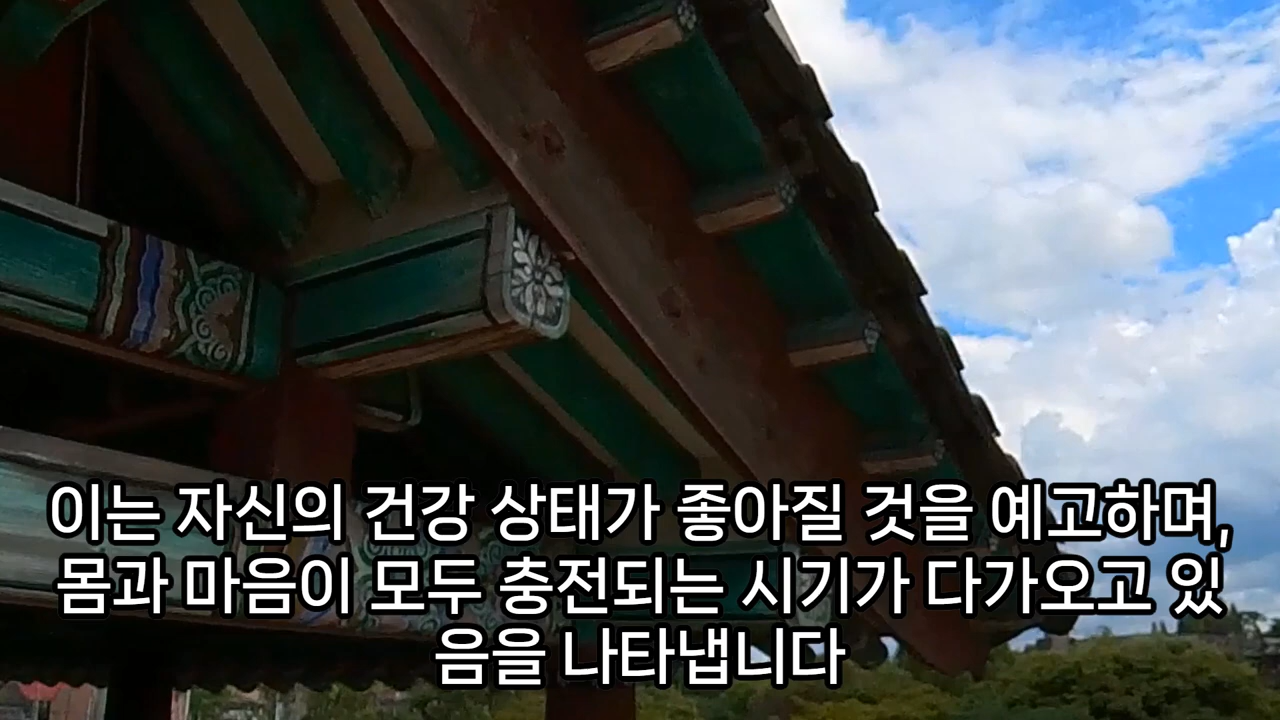 이는 자신의 건강 상태가 좋아질 것을 예고하며,
몸과 마음이 모두 충전되는 시기가 다가오고 있
음을 나타냅니다